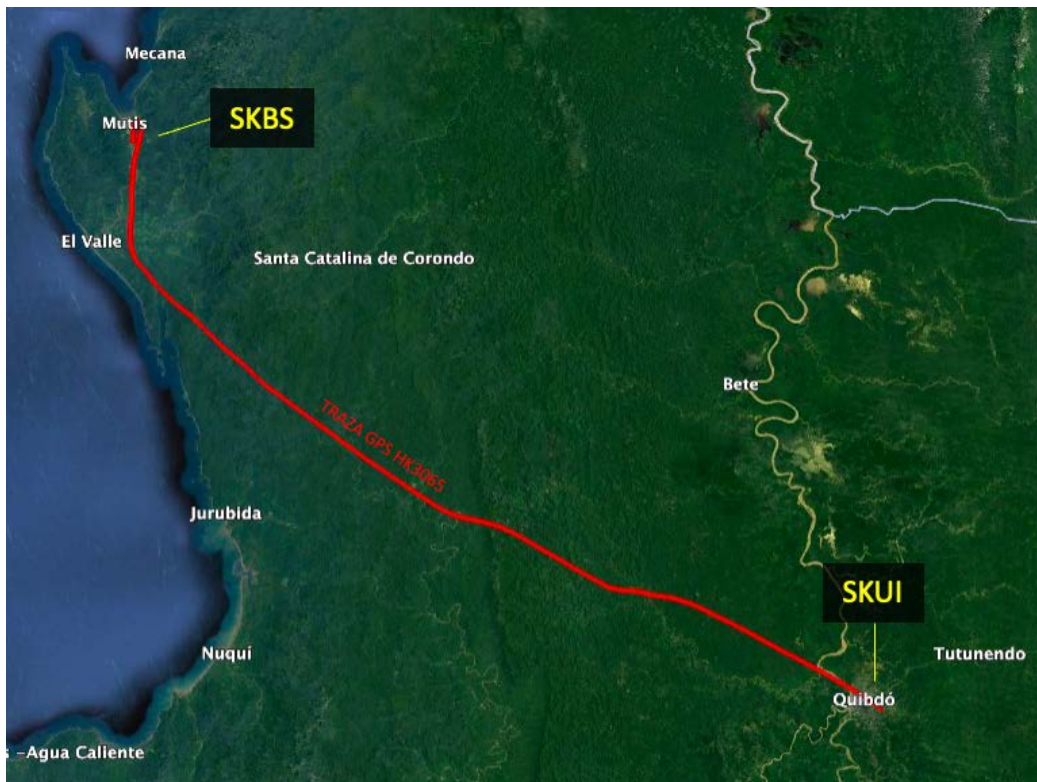 Mecana
Mutis
SKBS
El Valle
Santa Catalina de Corondo
Bete
TRAZA GPS HK3065
Jurubida
SKUI
Nuquí
Tutunendo
Quibdó
s -Agua Caliente